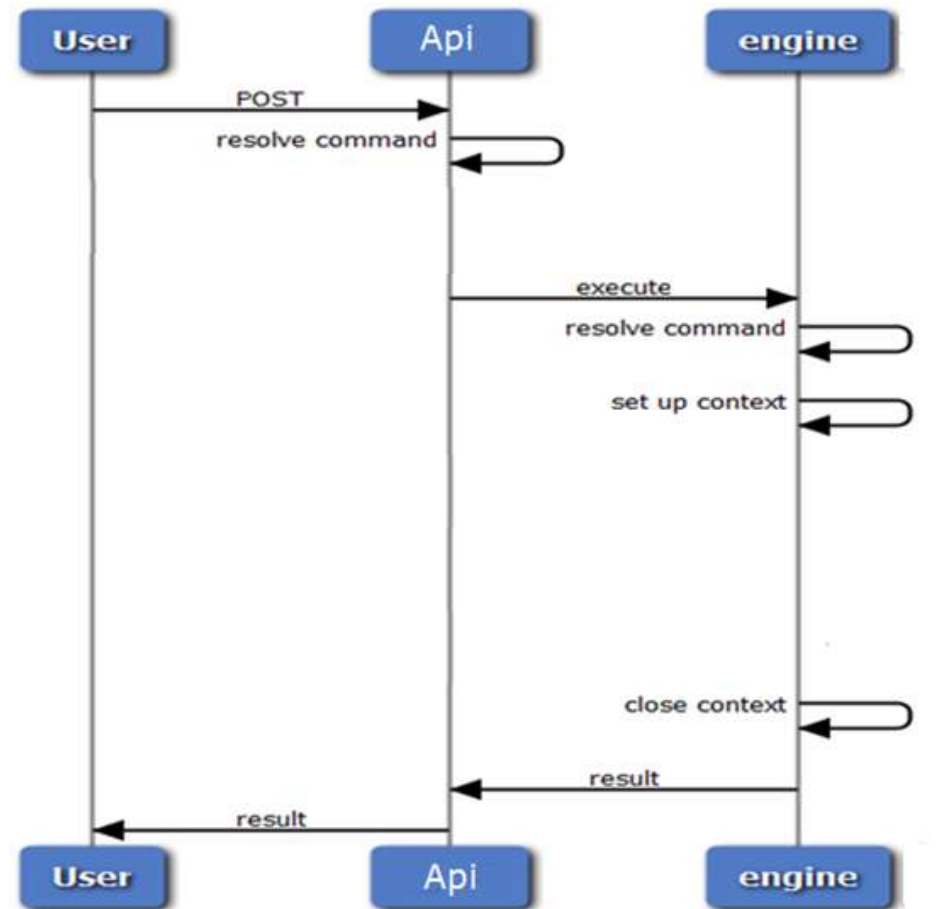 User Api engine
POST
resolve command
execute
resolve command
set up context
close context
result
result
User Api engine